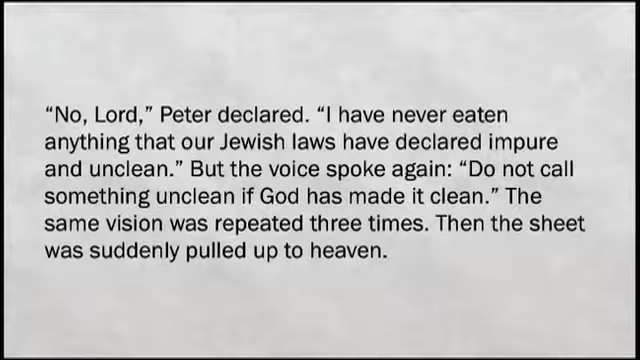 “No, Lord,” Peter declared. “I have never eaten
anything that our Jewish laws have declared impure
and unclean.” But the voice spoke again: “Do not call
something unclean if God has made it clean.” The
same vision was repeated three times. Then the sheet
was suddenly pulled up to heaven.